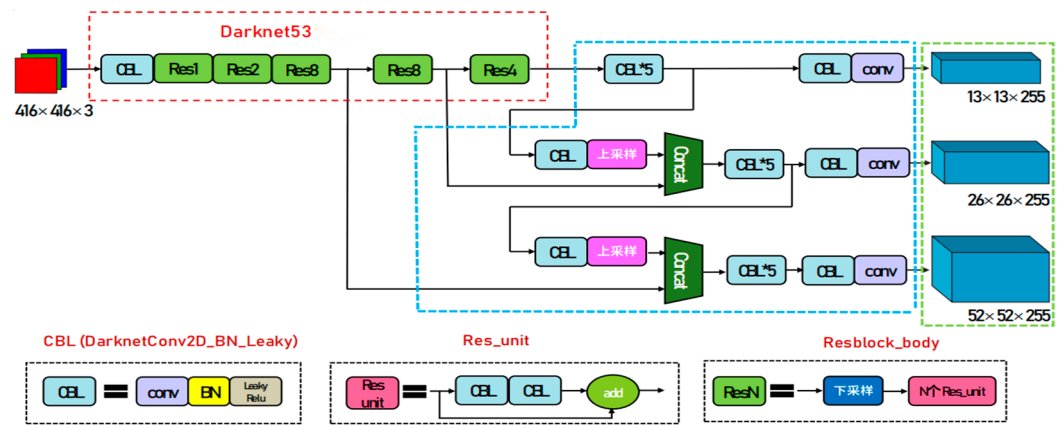 Darknet53
CBL Res1 Res2 Res8 Res8 Res4 CBL*5 CBL conv
416×416×3
13×13×255
CBL 上采样 Concat CBL*5 CBL conv
26×26×255
CBL 上采样 Concat CBL*5 CBL conv
52×52×255
CBL (DarknetConv2D_BN_Leaky)
CBL = conv BN Leaky Relu
Res_unit
Res unit = CBL CBL add
Resblock_body
ResN = 下采样 N个Res_unit